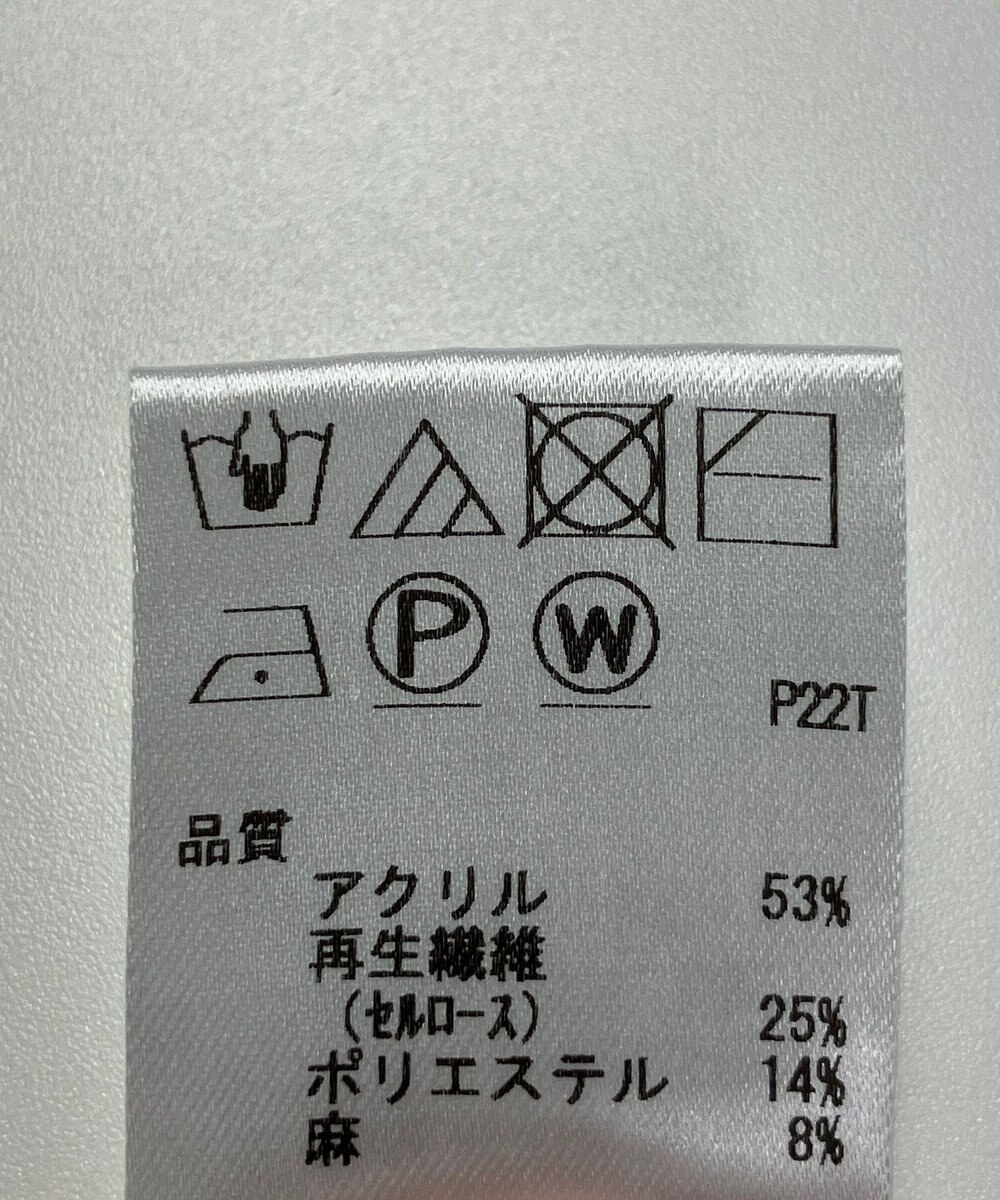 P W
P22T
品質
アクリル 53%
再生繊維
(セルロース) 25%
ポリエステル 14%
麻 8%